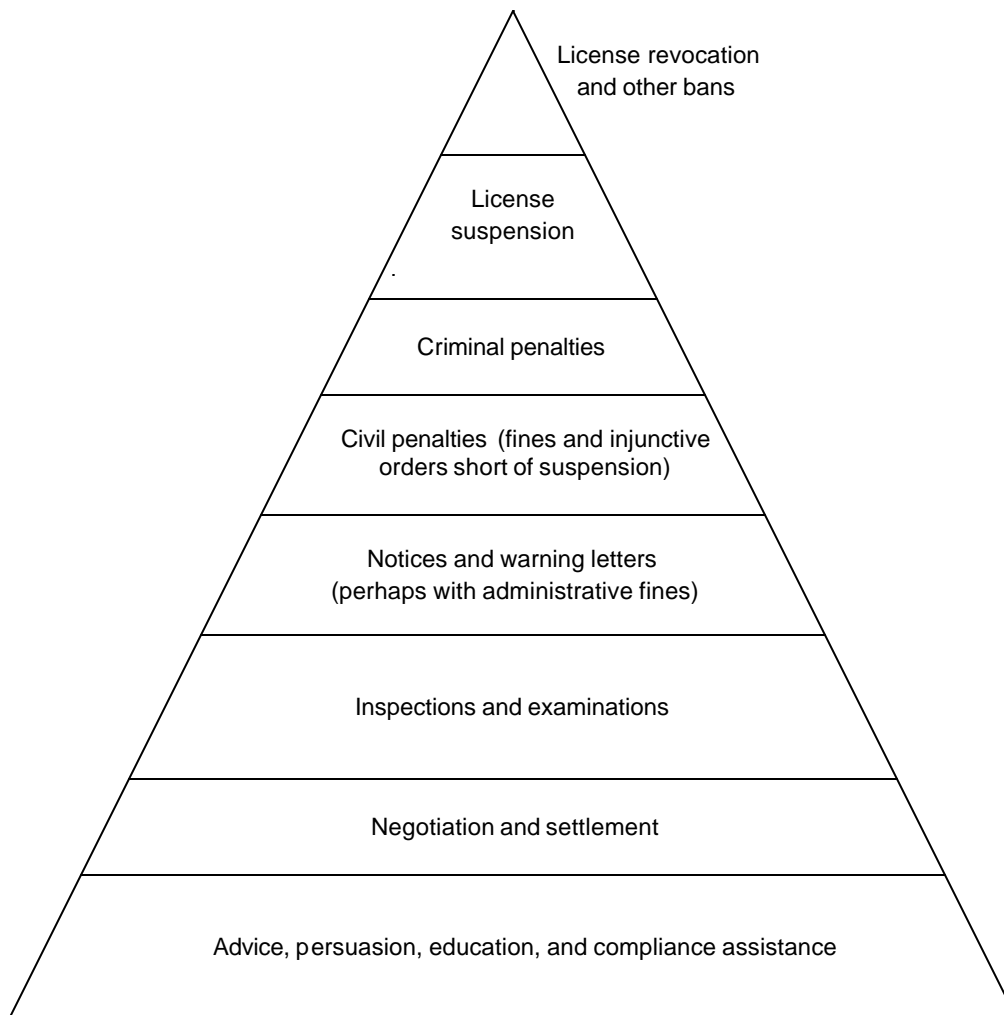 License revocation
and other bans
License
suspension
.
Criminal penalties
Civil penalties (fines and injunctive
orders short of suspension)
Notices and warning letters
(perhaps with administrative fines)
Inspections and examinations
Negotiation and settlement
Advice, persuasion, education, and compliance assistance